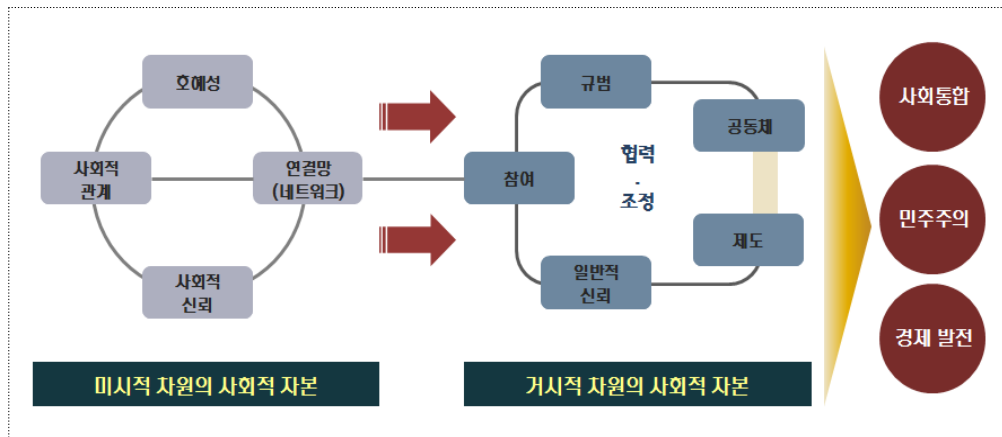 호혜성
사회적
관계
연결망
(네트워크)
사회적
신뢰
미시적 차원의 사회적 자본
규범
공동체
참여
협력
-
조정
제도
일반적
신뢰
거시적 차원의 사회적 자본
사회통합
민주주의
경제 발전